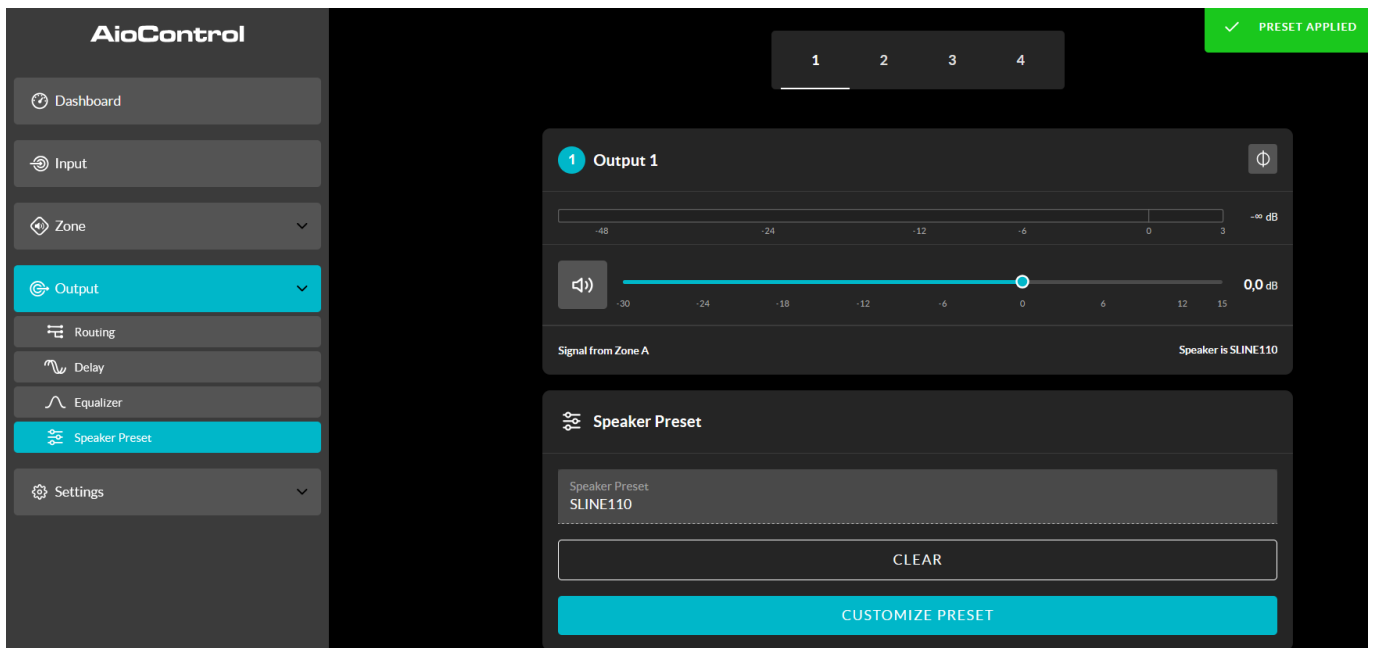 AioControl
Dashboard
Input
Zone
Output
Routing
Delay
Equalizer
Speaker Preset
Settings
PRESET APPLIED
1 2 3 4
1 Output 1
-∞ dB
-48 -24 -12 -6 0 3
0,0 dB
-30 -24 -18 -12 -6 0 6 12 15
Signal from Zone A Speaker is SLINE110
Speaker Preset
Speaker Preset
SLINE110
CLEAR
CUSTOMIZE PRESET